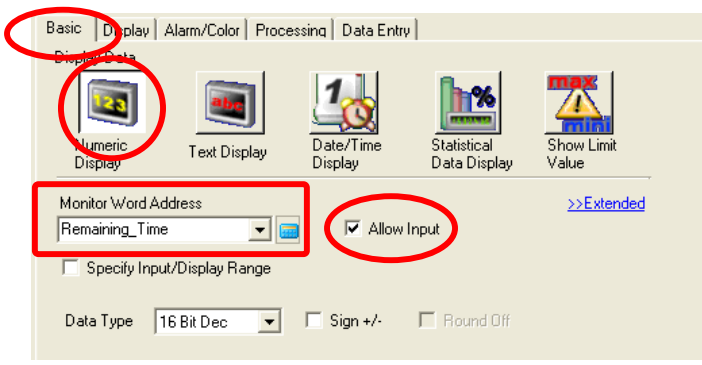 Basic Display Alarm/Color Processing Data Entry
Display Data
123 abc 1 % max mini
Numeric Display Text Display Date/Time Display Statistical Data Display Show Limit Value
Monitor Word Address >>Extended
Remaining_Time Allow Input
Specify Input/Display Range
Data Type 16 Bit Dec Sign +/- Round Off